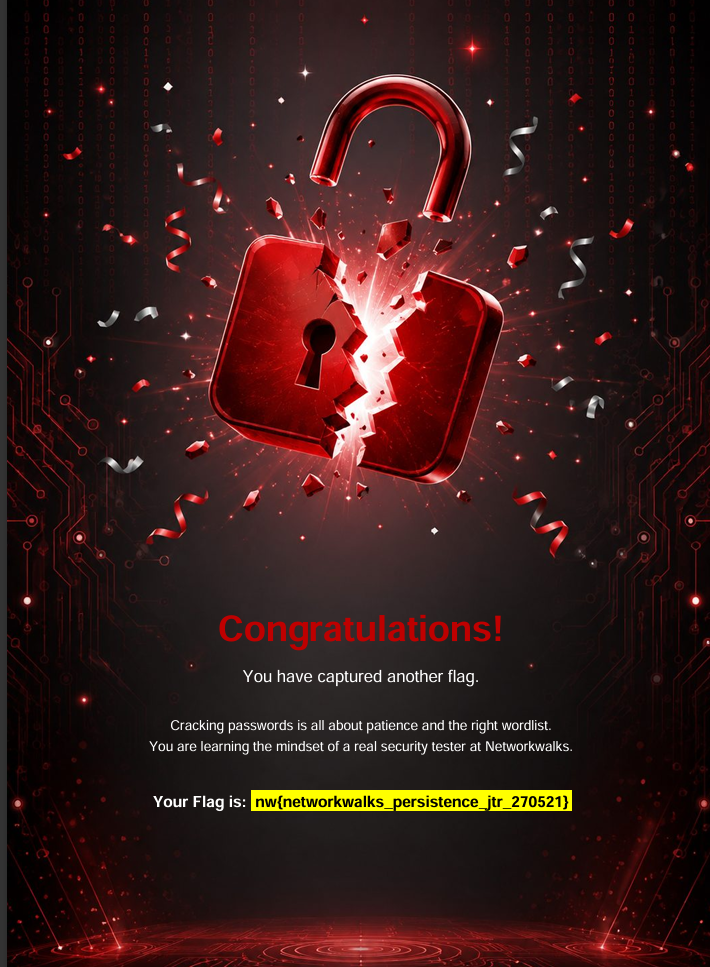 Congratulations!
You have captured another flag.
Cracking passwords is all about patience and the right wordlist.
You are learning the mindset of a real security tester at Networkwalks.
Your Flag is: nw{networkwalks_persistence_jtr_270521}